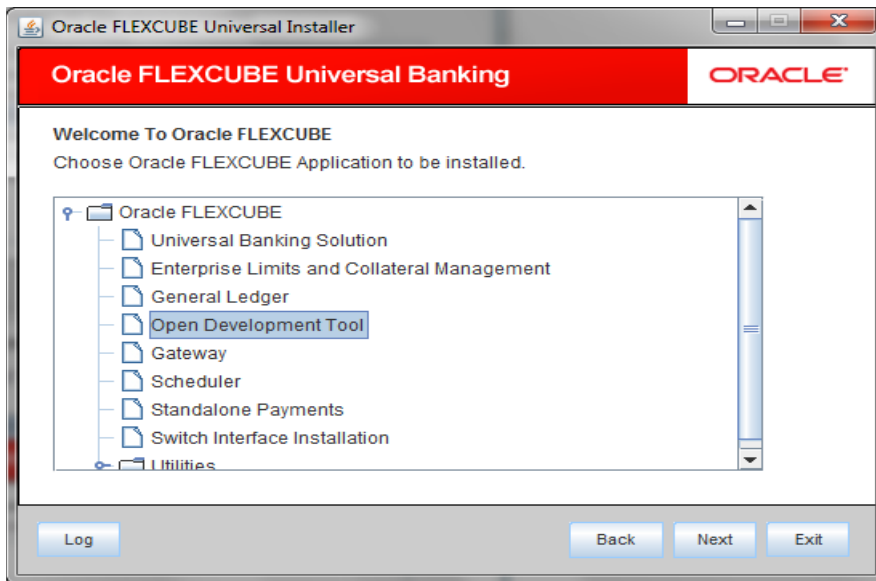 Oracle FLEXCUBE Universal Installer
Oracle FLEXCUBE Universal Banking ORACLE
Welcome To Oracle FLEXCUBE
Choose Oracle FLEXCUBE Application to be installed.
Oracle FLEXCUBE
Universal Banking Solution
Enterprise Limits and Collateral Management
General Ledger
Open Development Tool
Gateway
Scheduler
Standalone Payments
Switch Interface Installation
Utilities
Log Back Next Exit